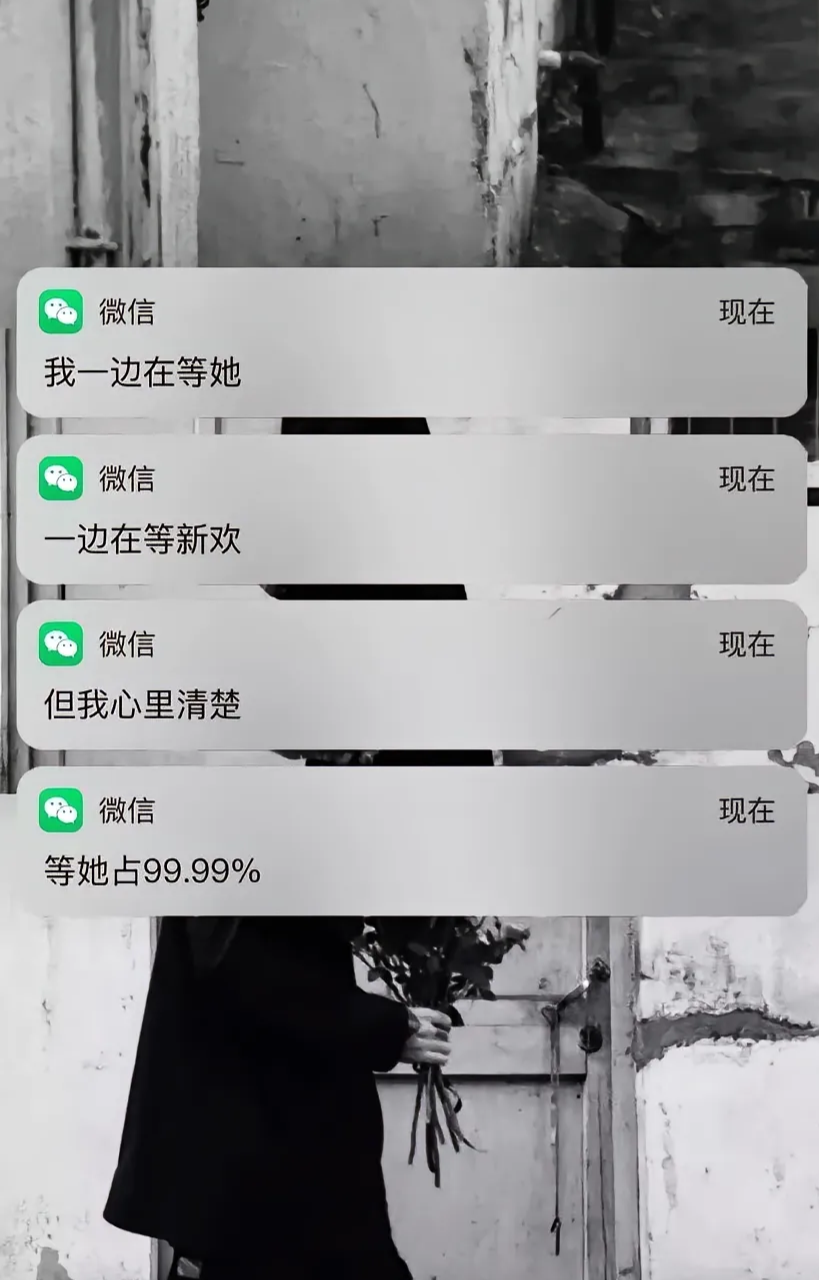 微信 现在
我一边在等她
微信 现在
一边在等新欢
微信 现在
但我心里清楚
微信 现在
等她占99.99%